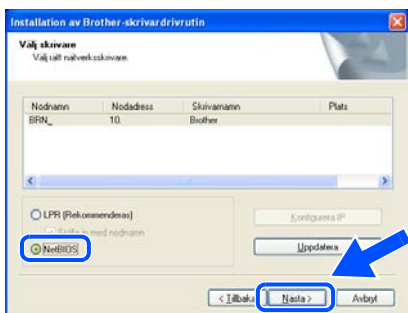 Installation av Brother-skrivardrivrutin
Välj skrivare
Välj rätt nätverksskrivare.
Nodnamn Nodadress Skrivarnamn Plats
BRN_ 10. Brother
LPR (Rekommenderas)
Skriv in med nodnamn
Konfigurera IP
NetBIOS
Uppdatera
< Tillbaka Nästa > Avbryt